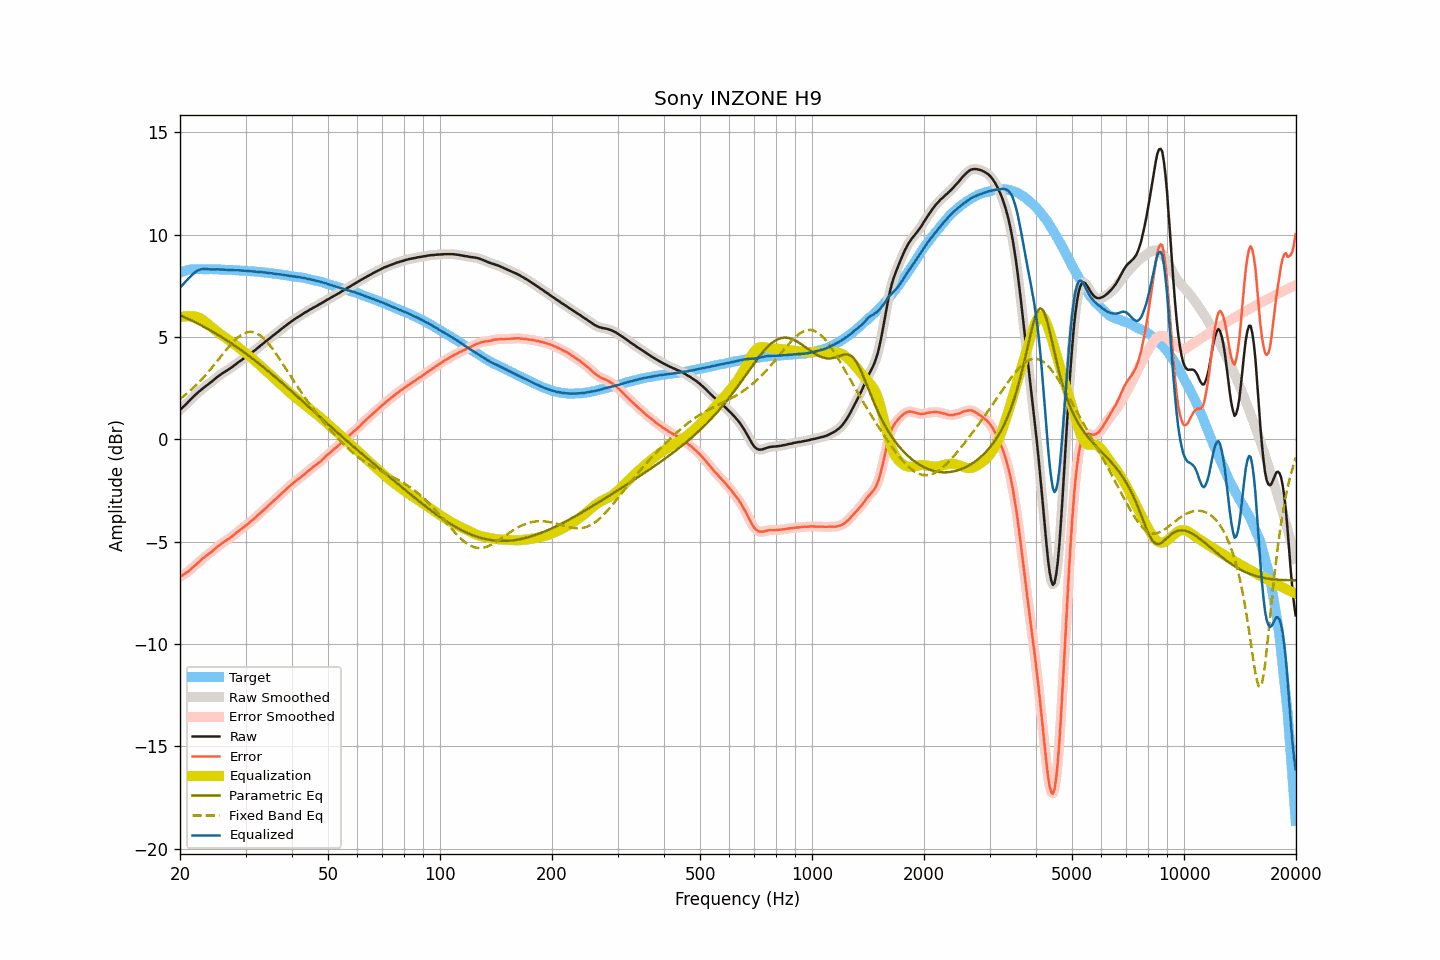 Sony INZONE H9
15
10
5
0
−5
−10
−15
−20
Amplitude (dBr)
Target
Raw Smoothed
Error Smoothed
Raw
Error
Equalization
Parametric Eq
Fixed Band Eq
Equalized
20 50 100 200 500 1000 2000 5000 10000 20000
Frequency (Hz)